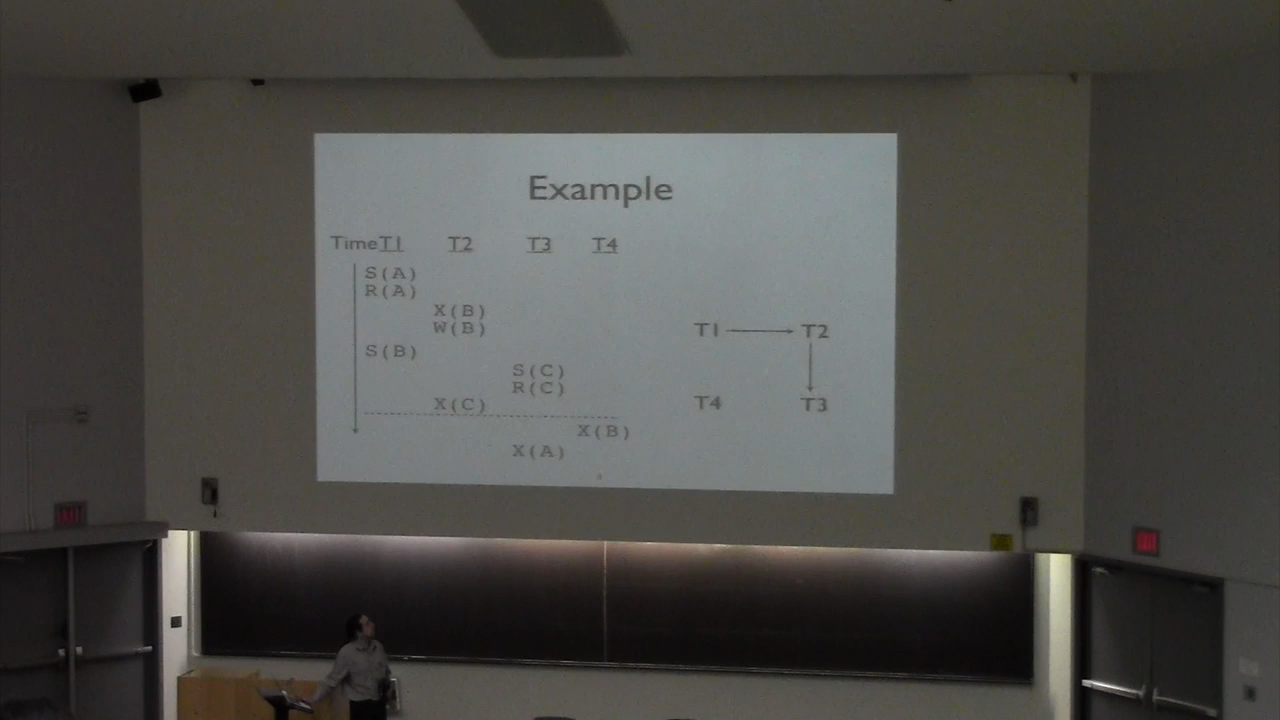 Example
Time T1 T2 T3 T4
S(A)
R(A)
X(B)
W(B)
S(B)
S(C)
R(C)
X(C)
X(B)
X(A)
T1 T2
T4 T3